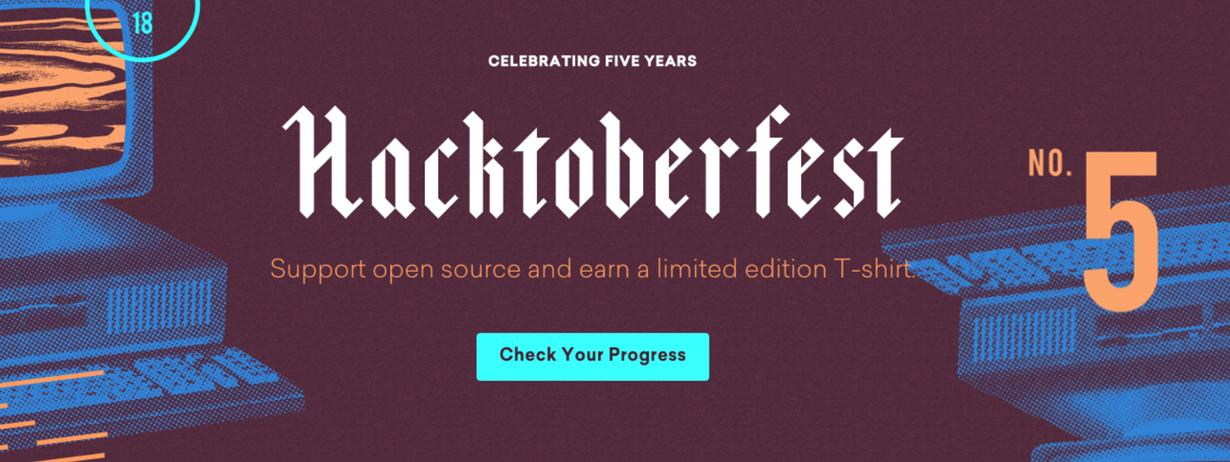 18
CELEBRATING FIVE YEARS
Hacktoberfest
NO. 5
Support open source and earn a limited edition T-shirt.
Check Your Progress